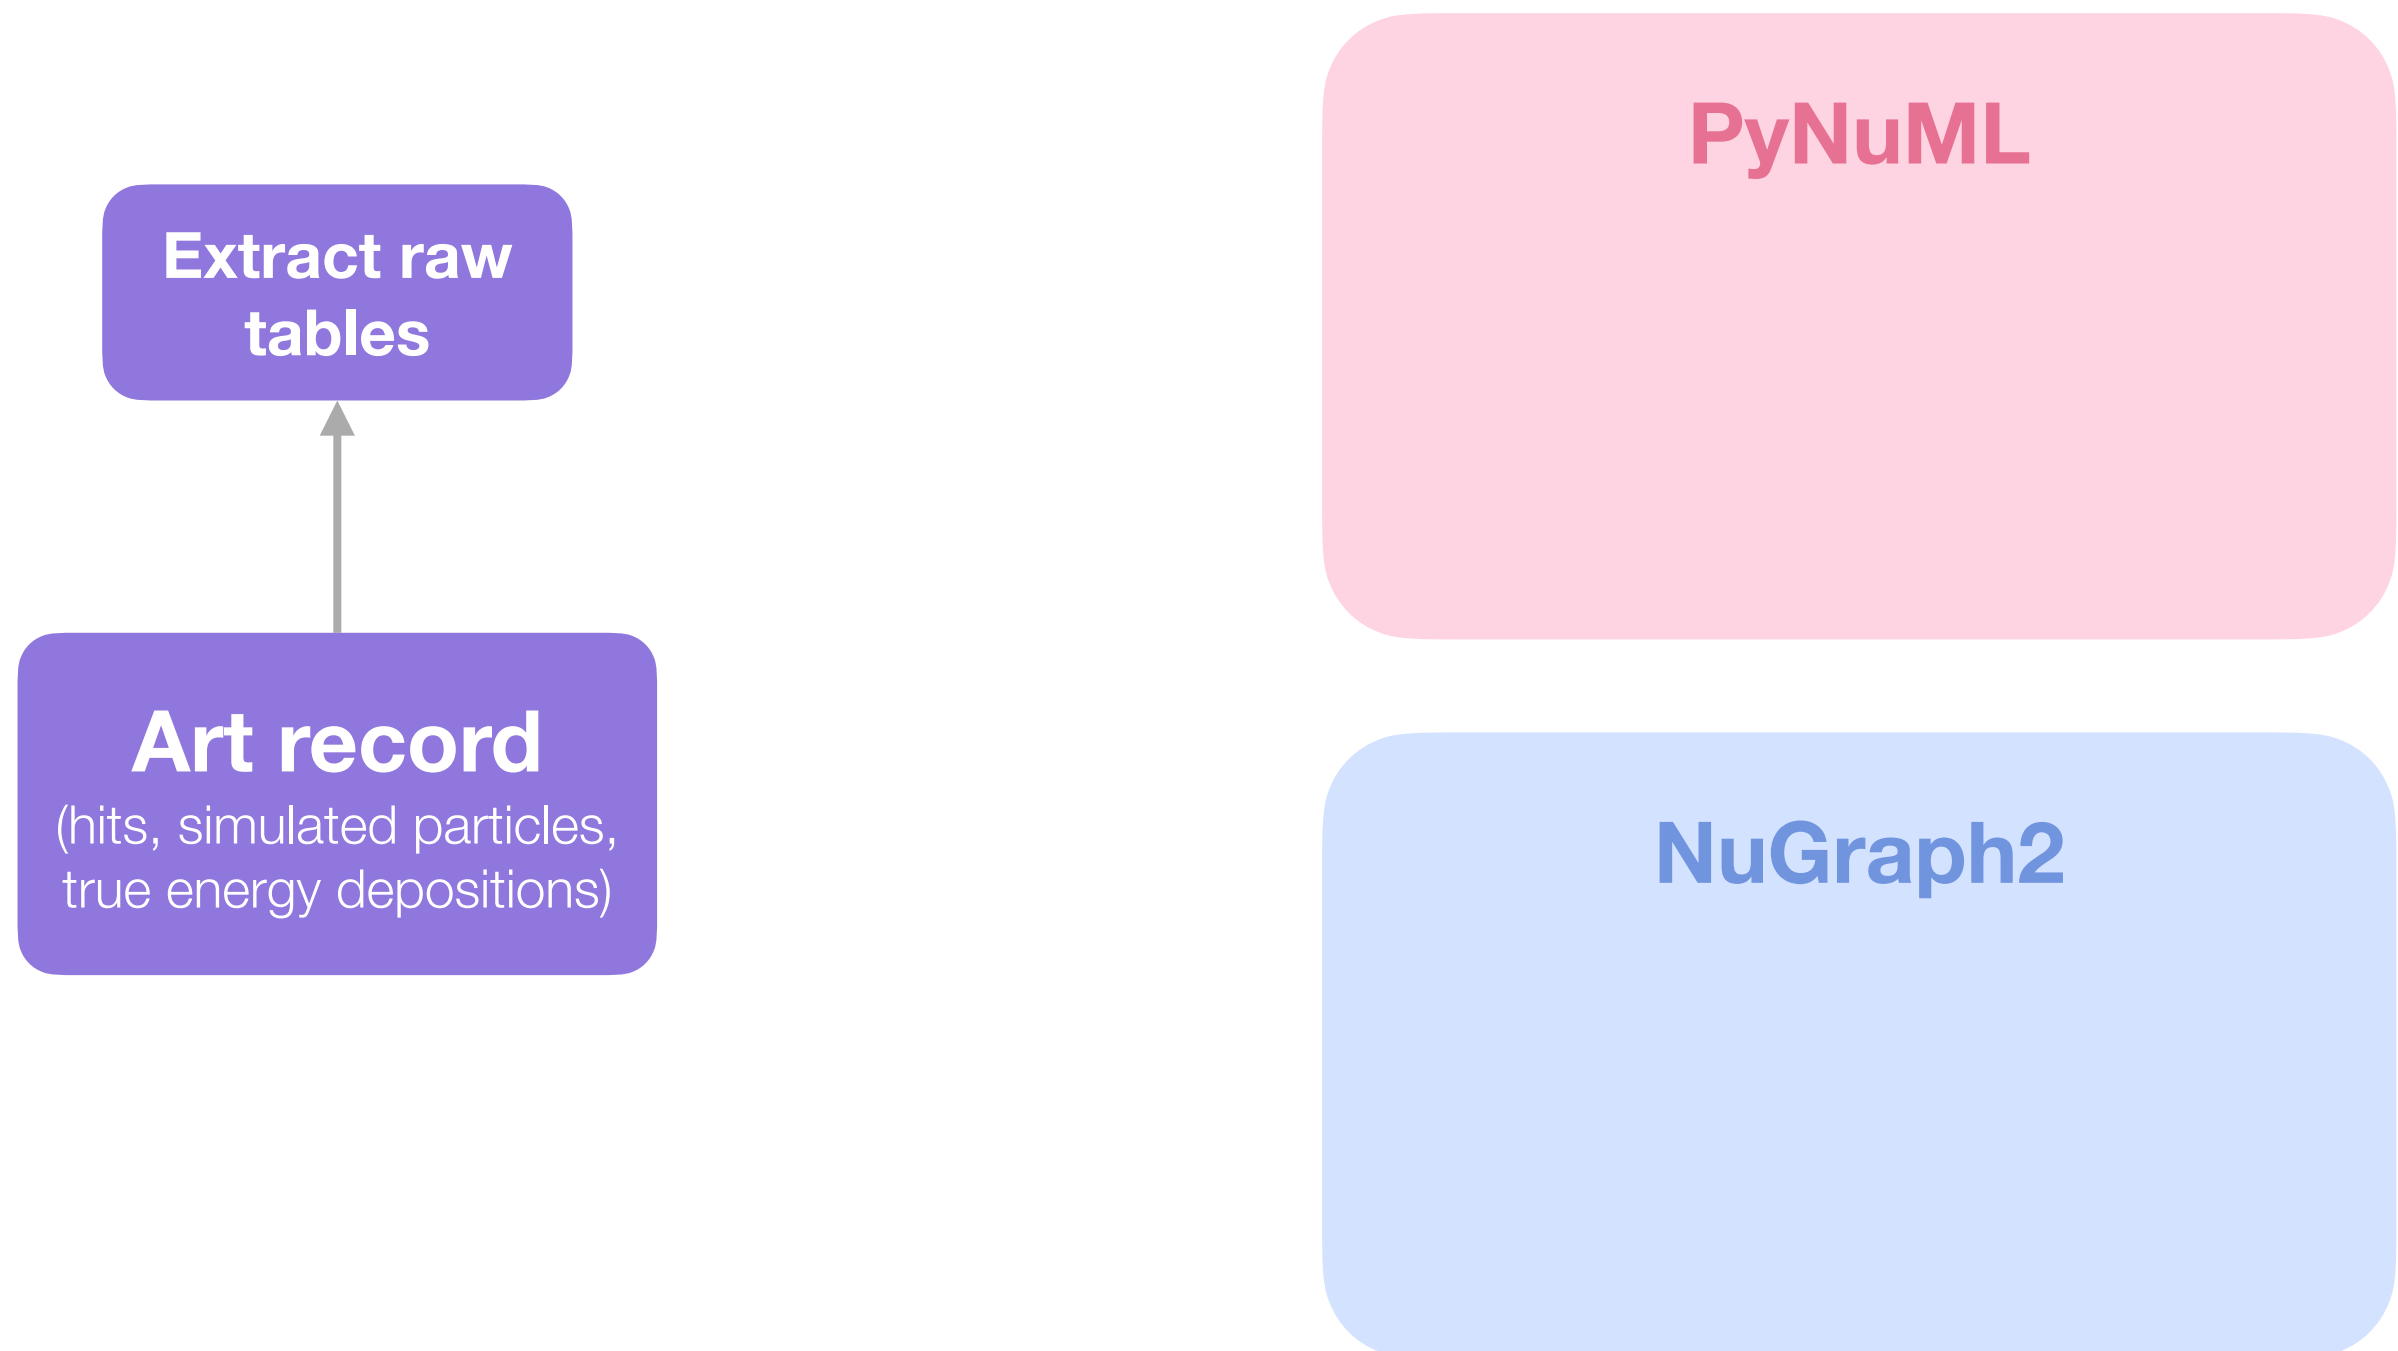 Extract raw
tables
Art record
(hits, simulated particles,
true energy depositions)
PyNuML
NuGraph2